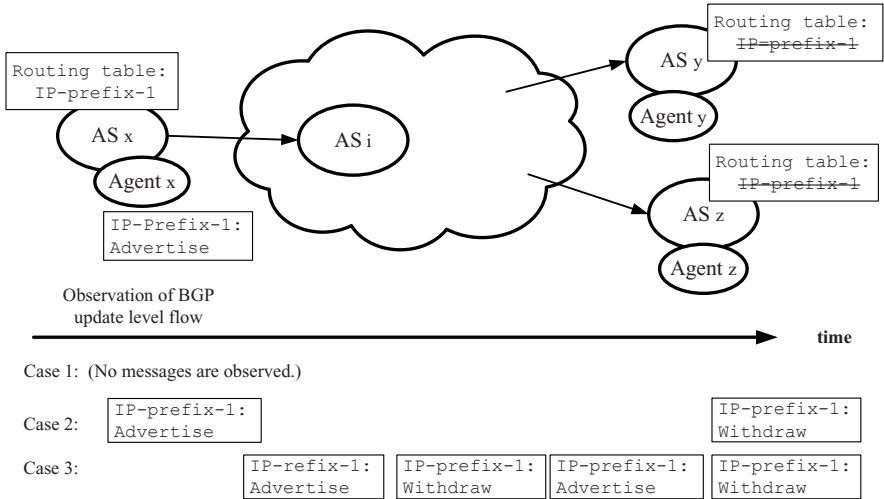 Routing table:
IP=prefix-1
AS y
Agent y
Routing table:
IP-prefix-1
AS x
Agent x
IP-Prefix-1:
Advertise
AS i
Routing table:
IP-prefix-1
AS z
Agent z
Observation of BGP
update level flow
time
Case 1: (No messages are observed.)
Case 2:
IP-prefix-1:
Advertise
IP-prefix-1:
Withdraw
Case 3:
IP-refix-1:
Advertise
IP-prefix-1:
Withdraw
IP-prefix-1:
Advertise
IP-prefix-1:
Withdraw